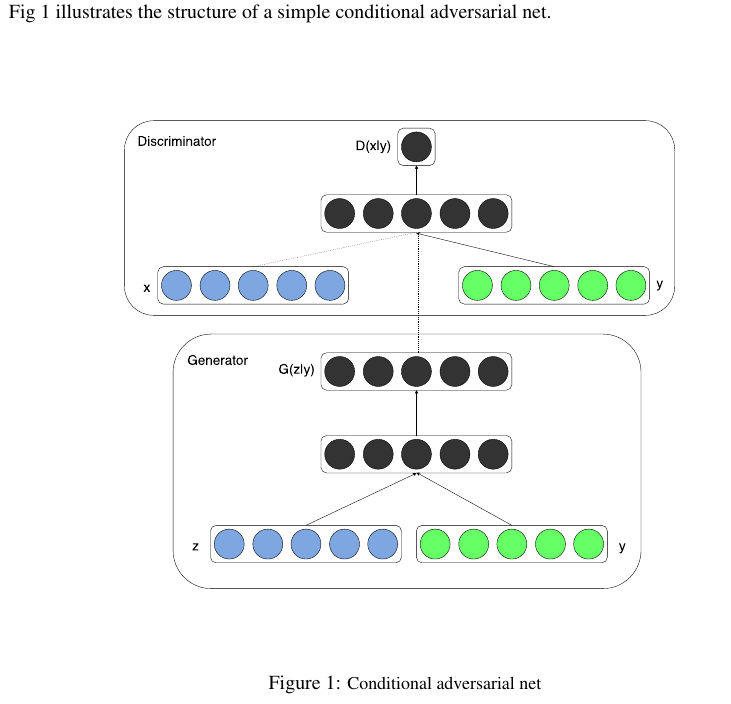 Fig 1 illustrates the structure of a simple conditional adversarial net.
Discriminator
D(x|y)
x
y
Generator
G(z|y)
z
y
Figure 1: Conditional adversarial net